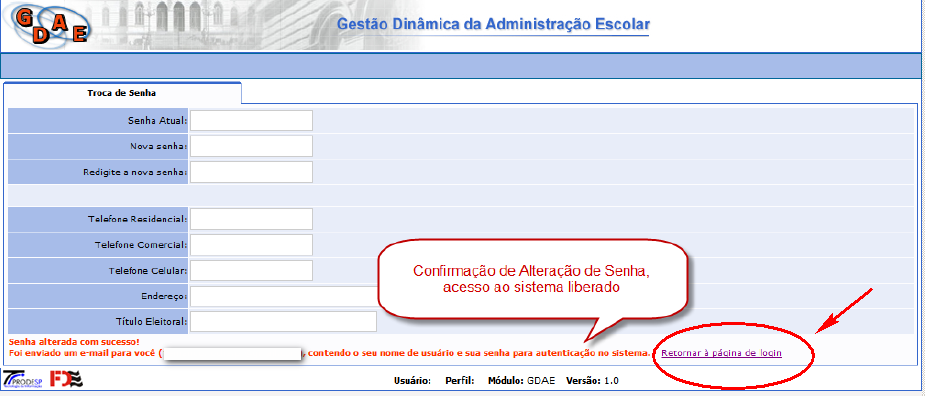 GDAE
Gestão Dinâmica da Administração Escolar
Troca de Senha
Senha Atual:
Nova senha:
Redigite a nova senha:
Telefone Residencial:
Telefone Comercial:
Telefone Celular:
Endereço:
Título Eleitoral:
Confirmação de Alteração de Senha,
acesso ao sistema liberado
Senha alterada com sucesso!
Foi enviado um e-mail para você ( , contendo o seu nome de usuário e sua senha para autenticação no sistema. Retornar à página de login
PRODESP FDE
Usuário: Perfil: Módulo: GDAE Versão: 1.0